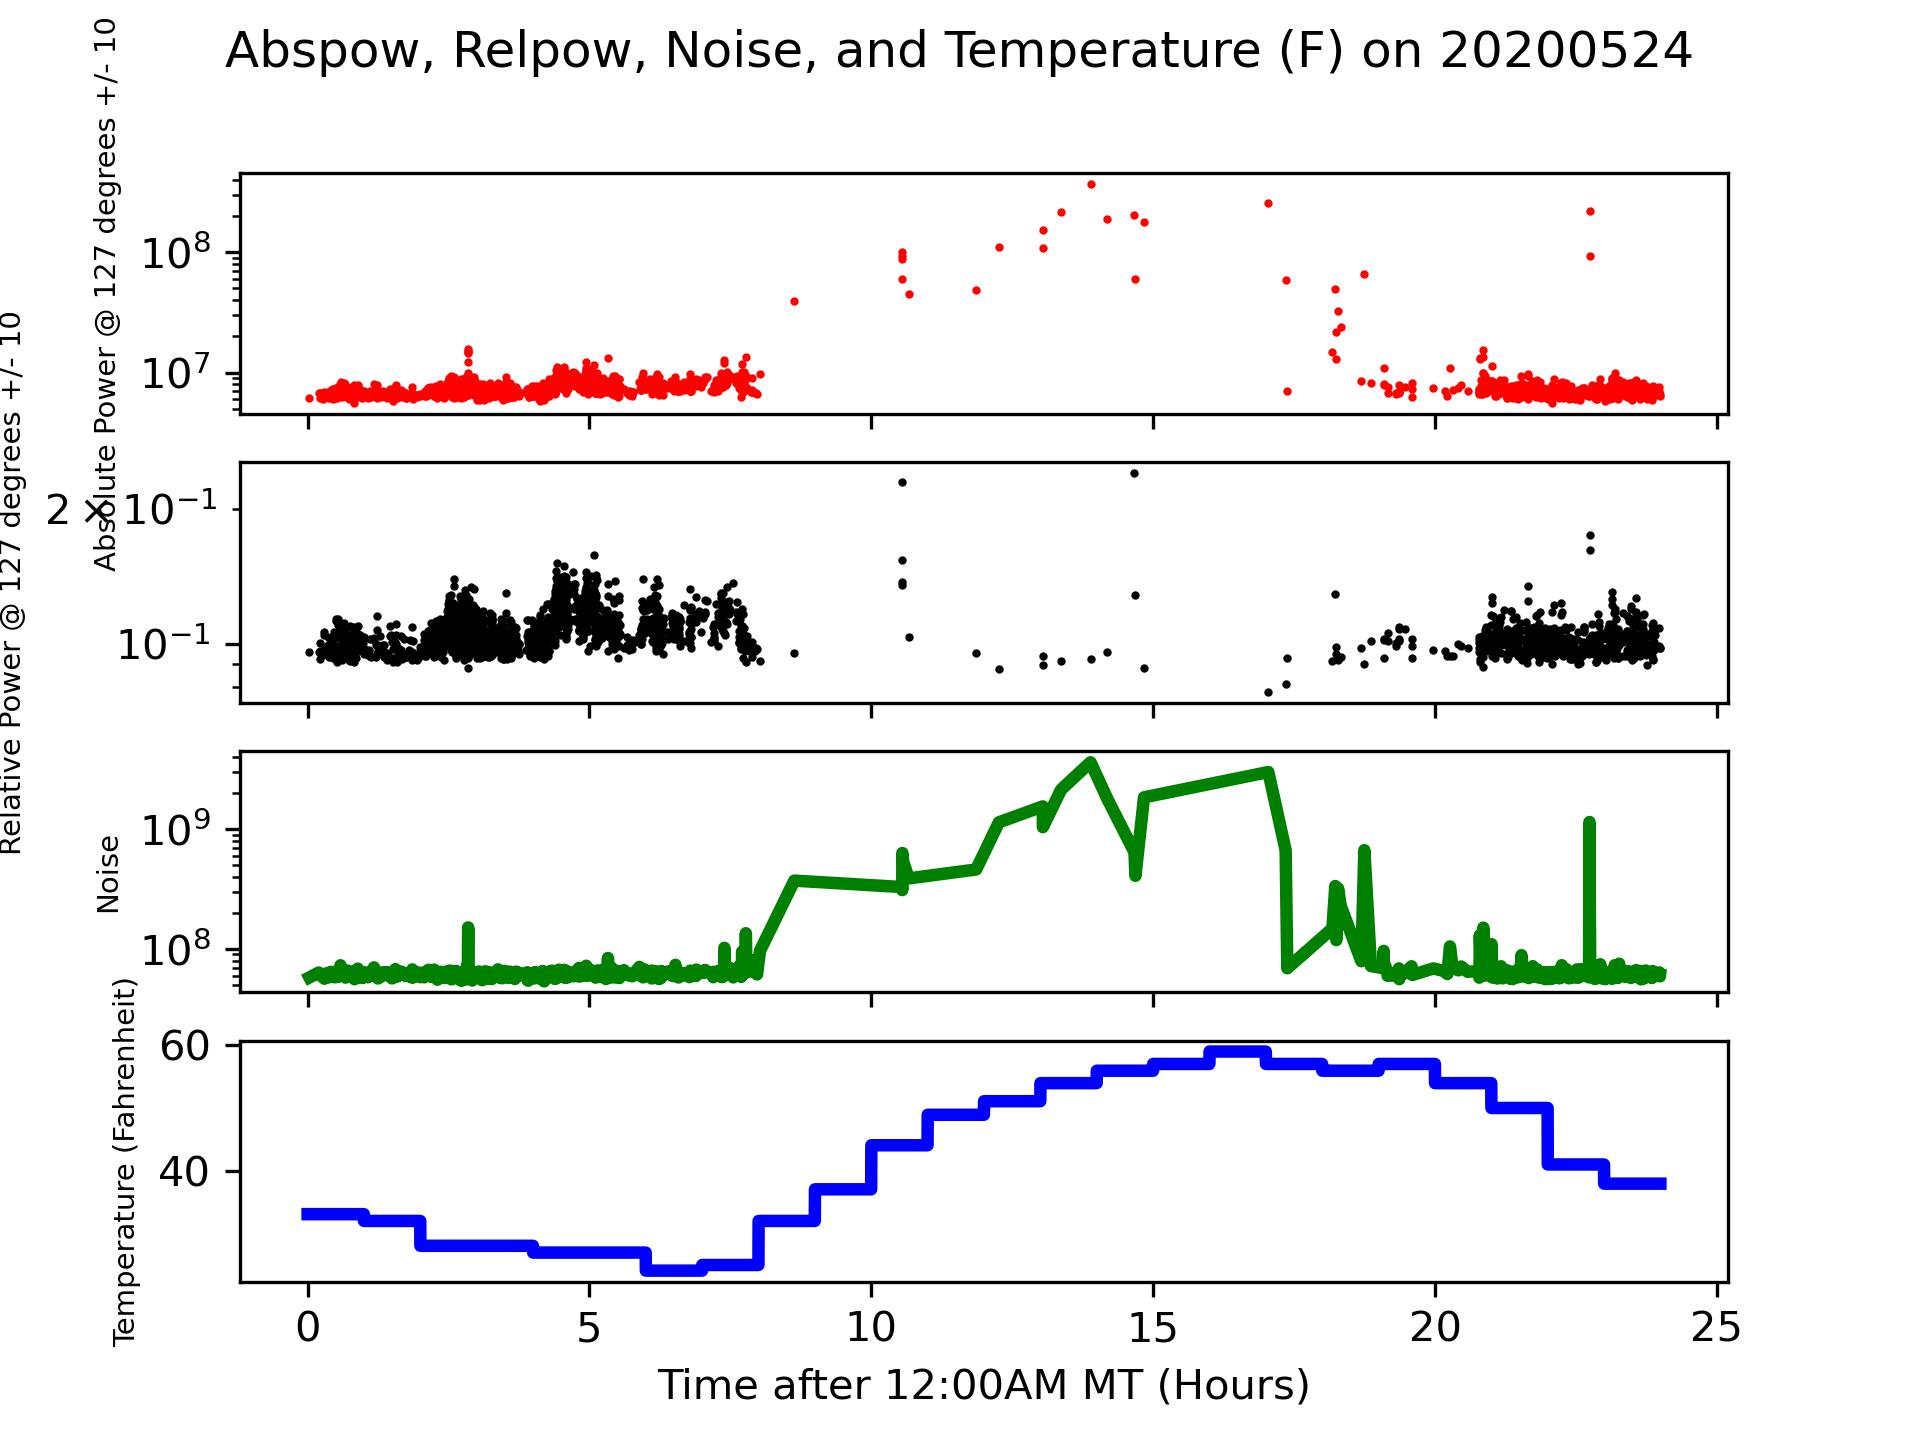 Abspow, Relpow, Noise, and Temperature (F) on 20200524
Absolute Power @ 127 degrees +/- 10
10⁸
10⁷
Relative Power @ 127 degrees +/- 10
2 × 10⁻¹
10⁻¹
Noise
10⁹
10⁸
Temperature (Fahrenheit)
60
40
0 5 10 15 20 25
Time after 12:00AM MT (Hours)